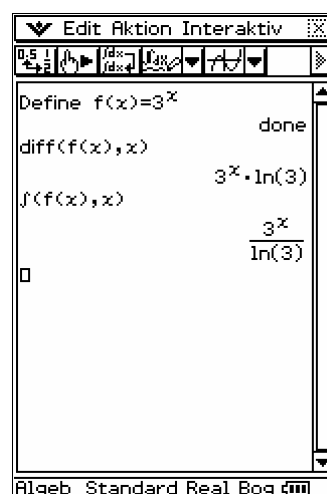 Edit Aktion Interaktiv
Define f(x)=3^x
done
diff(f(x),x)
3^x·ln(3)
∫(f(x),x)
3^x
ln(3)
Algeb Standard Real Bog